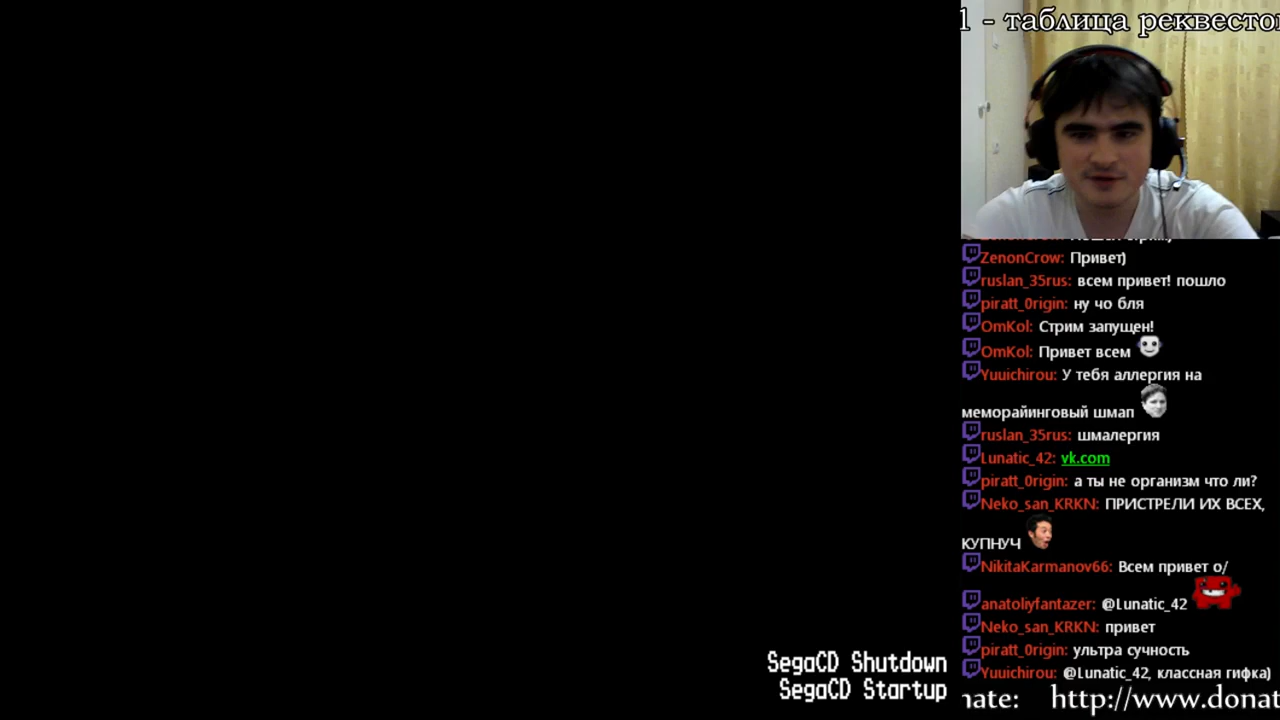 1 - таблица реквестов
ZenonCrow: Привет)
ruslan_35rus: всем привет! пошло
piratt_0rigin: ну чо бля
OmKol: Стрим запущен!
OmKol: Привет всем
Yuuichirou: У тебя аллергия на
меморайинговый шмап
ruslan_35rus: шмалергия
Lunatic_42: vk.com
piratt_0rigin: а ты не организм что ли?
Neko_san_KRKN: ПРИСТРЕЛИ ИХ ВСЕХ,
КУПНУЧ
NikitaKarmanov66: Всем привет o/
anatoliyfantazer: @Lunatic_42
Neko_san_KRKN: привет
piratt_0rigin: ультра сучность
Yuuichirou: @Lunatic_42, классная гифка)
SegaCD Shutdown
SegaCD Startup
nate: http://www.donat